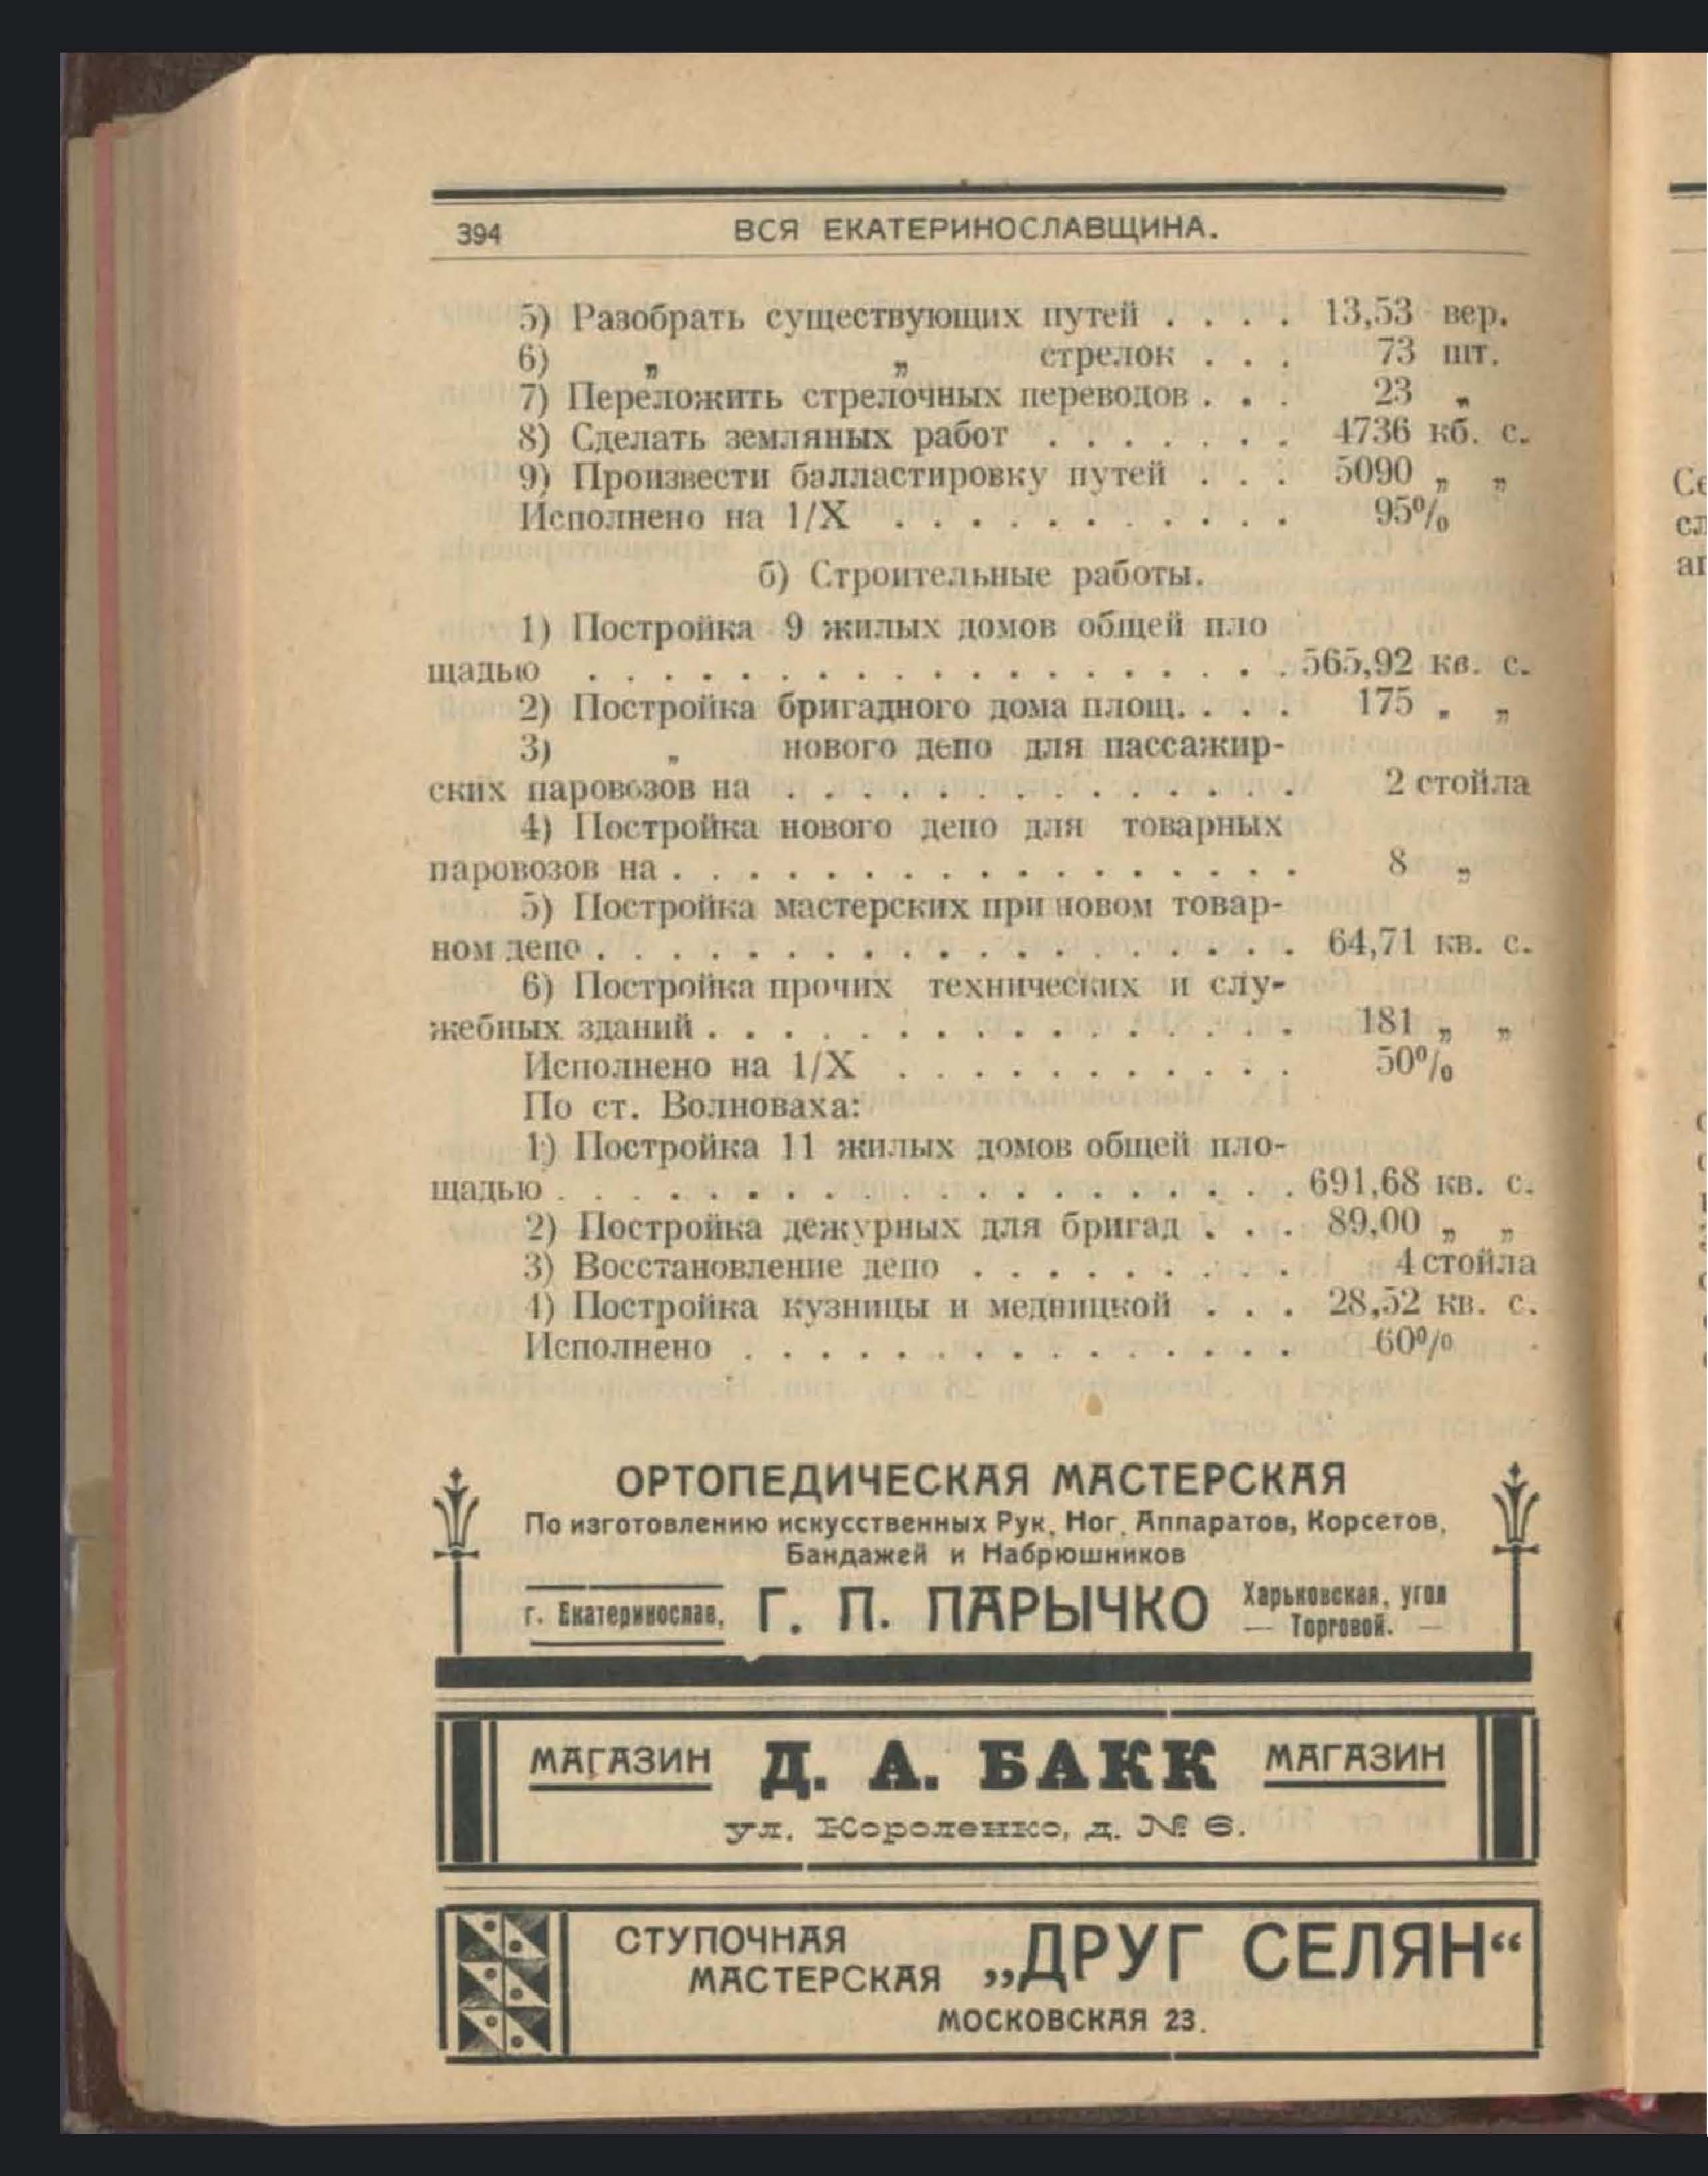 394 ВСЯ ЕКАТЕРИНОСЛАВЩИНА.
5) Разобрать существующих путей . . . . 13,53 вер.
6) „ „ стрелок . . . 73 шт.
7) Переложить стрелочных переводов . . . 23 „
8) Сделать земляных работ . . . . . . . 4736 кб. с.
9) Произвести балластировку путей . . . 5090 „ „
Исполнено на 1/X . . . . . . . . . . . 95%
б) Строительные работы.
1) Постройка 9 жилых домов общей пло
щадью . . . . . . . . . . . . . . . . . . . 565,92 кв. с.
2) Постройка бригадного дома площ. . . . 175 „ „
3) „ нового депо для пассажир-
ских паровозов на . . . . . . . . . . . . . . 2 стойла
4) Постройка нового депо для товарных
паровозов на . . . . . . . . . . . . . . . . . 8 „
5) Постройка мастерских при новом товар-
ном депо . . . . . . . . . . . . . . . . . . . 64,71 кв. с.
6) Постройка прочих технических и слу-
жебных зданий . . . . . . . . . . . . . . . . 181 „ „
Исполнено на 1/X . . . . . . . . . . . 50%
По ст. Волноваха:
1) Постройка 11 жилых домов общей пло-
щадью . . . . . . . . . . . . . . . . . . . . 691,68 кв. с.
2) Постройка дежурных для бригад . . . 89,00 „ „
3) Восстановление депо . . . . . . . . . 4 стойла
4) Постройка кузницы и медницкой . . . 28,52 кв. с.
Исполнено . . . . . . . . . . . . . . . 60%
ОРТОПЕДИЧЕСКАЯ МАСТЕРСКАЯ
По изготовлению искусственных Рук, Ног, Аппаратов, Корсетов,
Бандажей и Набрюшников
г. Екатеринослав, Г. П. ПАРЫЧКО Харьковская, угол
— Торговой. —
МАГАЗИН Д. А. БАКК МАГАЗИН
ул. Короленко, д. № 6.
СТУПОЧНАЯ
МАСТЕРСКАЯ „ДРУГ СЕЛЯН“
МОСКОВСКАЯ 23.
Се
сл